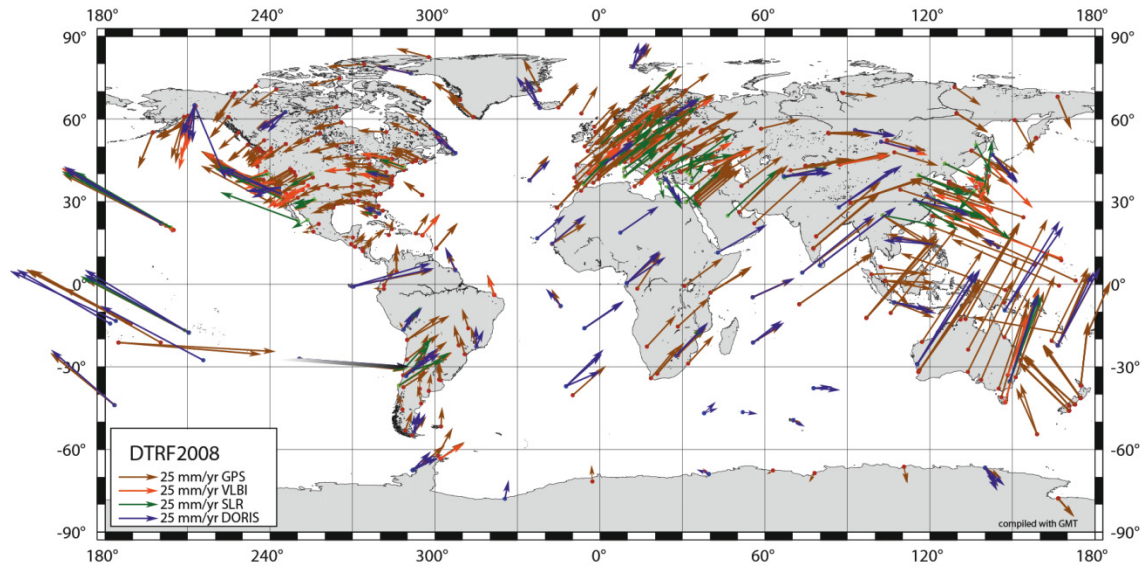 180° 240° 300° 0° 60° 120° 180°
90° 90°
60° 60°
30° 30°
0° 0°
-30° -30°
-60° -60°
-90° -90°
DTRF2008
25 mm/yr GPS
25 mm/yr VLBI
25 mm/yr SLR
25 mm/yr DORIS
compiled with GMT
180° 240° 300° 0° 60° 120° 180°